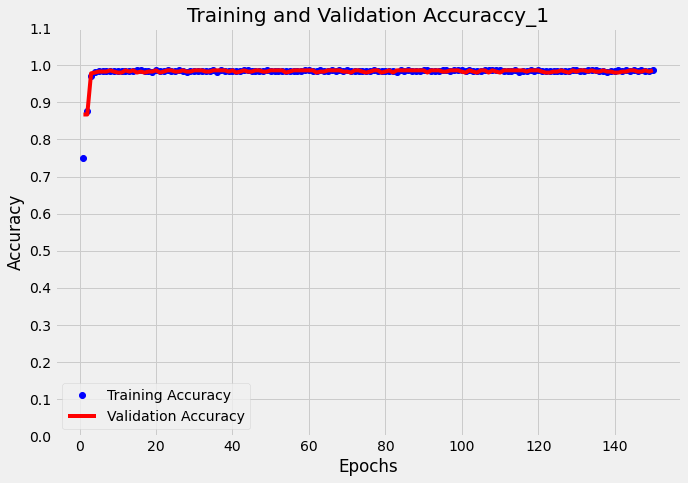 Training and Validation Accuraccy_1
1.1
1.0
0.9
0.8
0.7
0.6
0.5
0.4
0.3
0.2
0.1
0.0
Accuracy
Training Accuracy
Validation Accuracy
0 20 40 60 80 100 120 140
Epochs